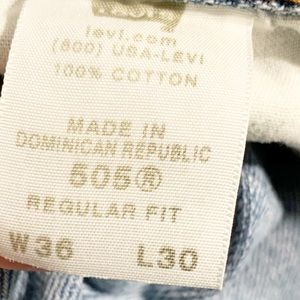 levi.com
(800) USA-LEVI
100% COTTON
MADE IN
DOMINICAN REPUBLIC
505®
REGULAR FIT
W36 L30